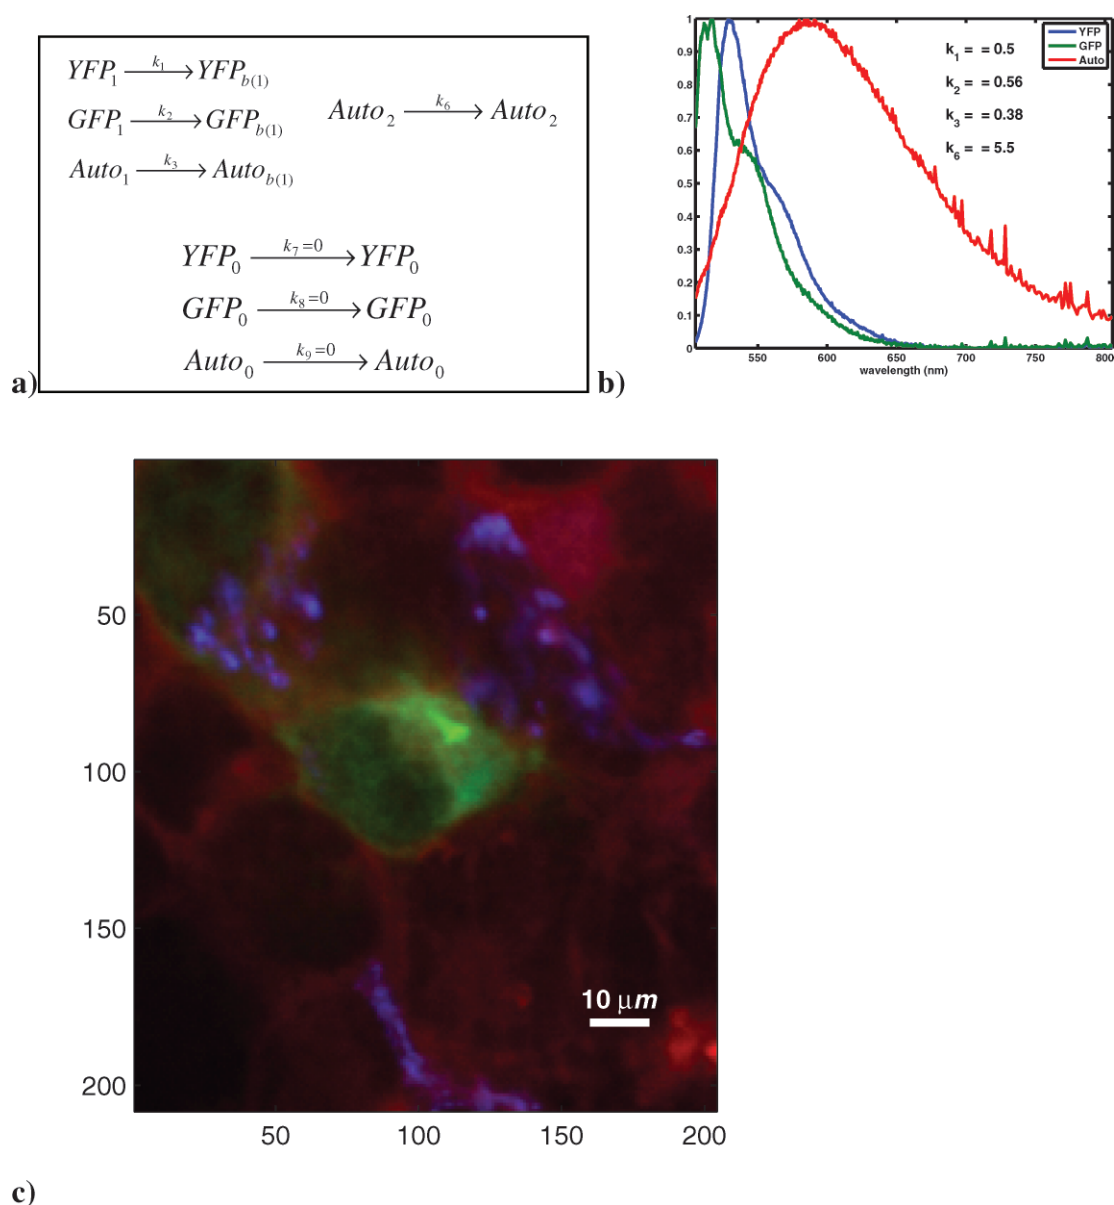 YFP₁ —k₁→ YFP_b(1)
GFP₁ —k₂→ GFP_b(1)
Auto₂ —k₆→ Auto₂
Auto₁ —k₃→ Auto_b(1)
YFP₀ —k₇=0→ YFP₀
GFP₀ —k₈=0→ GFP₀
Auto₀ —k₉=0→ Auto₀
a)
1
0.9
0.8
0.7
0.6
0.5
0.4
0.3
0.2
0.1
0
550 600 650 700 750 800
wavelength (nm)
k₁ = = 0.5
k₂ = = 0.56
k₃ = = 0.38
k₆ = = 5.5
YFP
GFP
Auto
b)
50
100
150
200
50 100 150 200
10 μm
c)